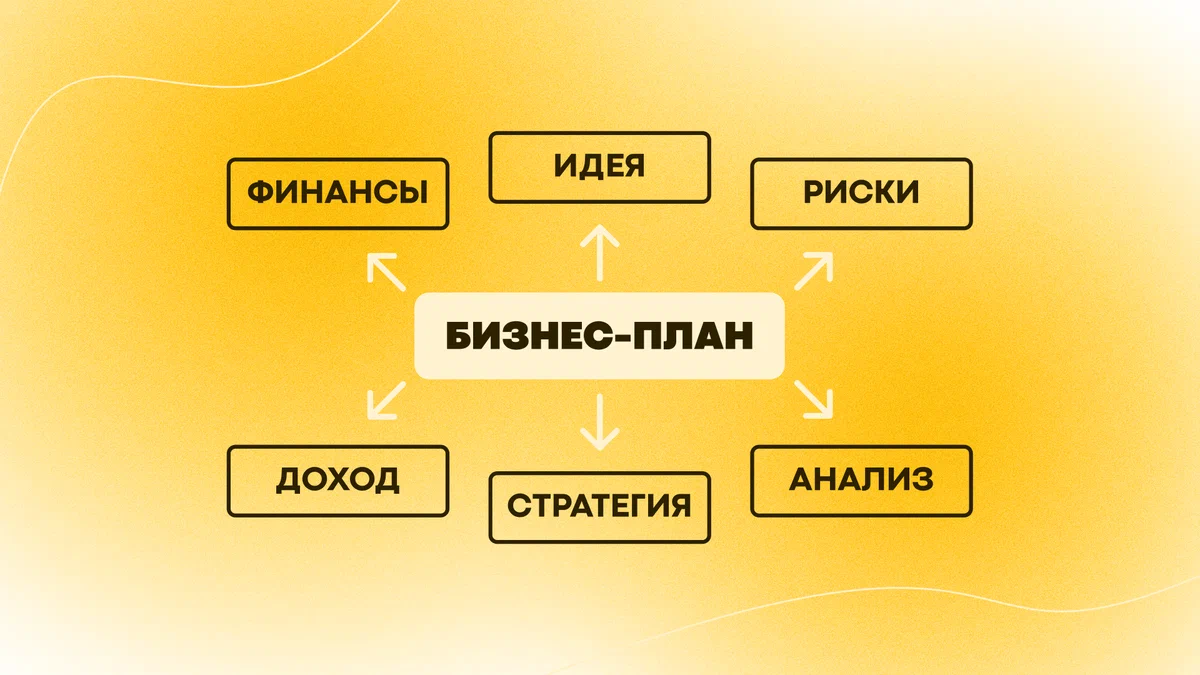 ФИНАНСЫ
ИДЕЯ
РИСКИ
БИЗНЕС-ПЛАН
ДОХОД
СТРАТЕГИЯ
АНАЛИЗ